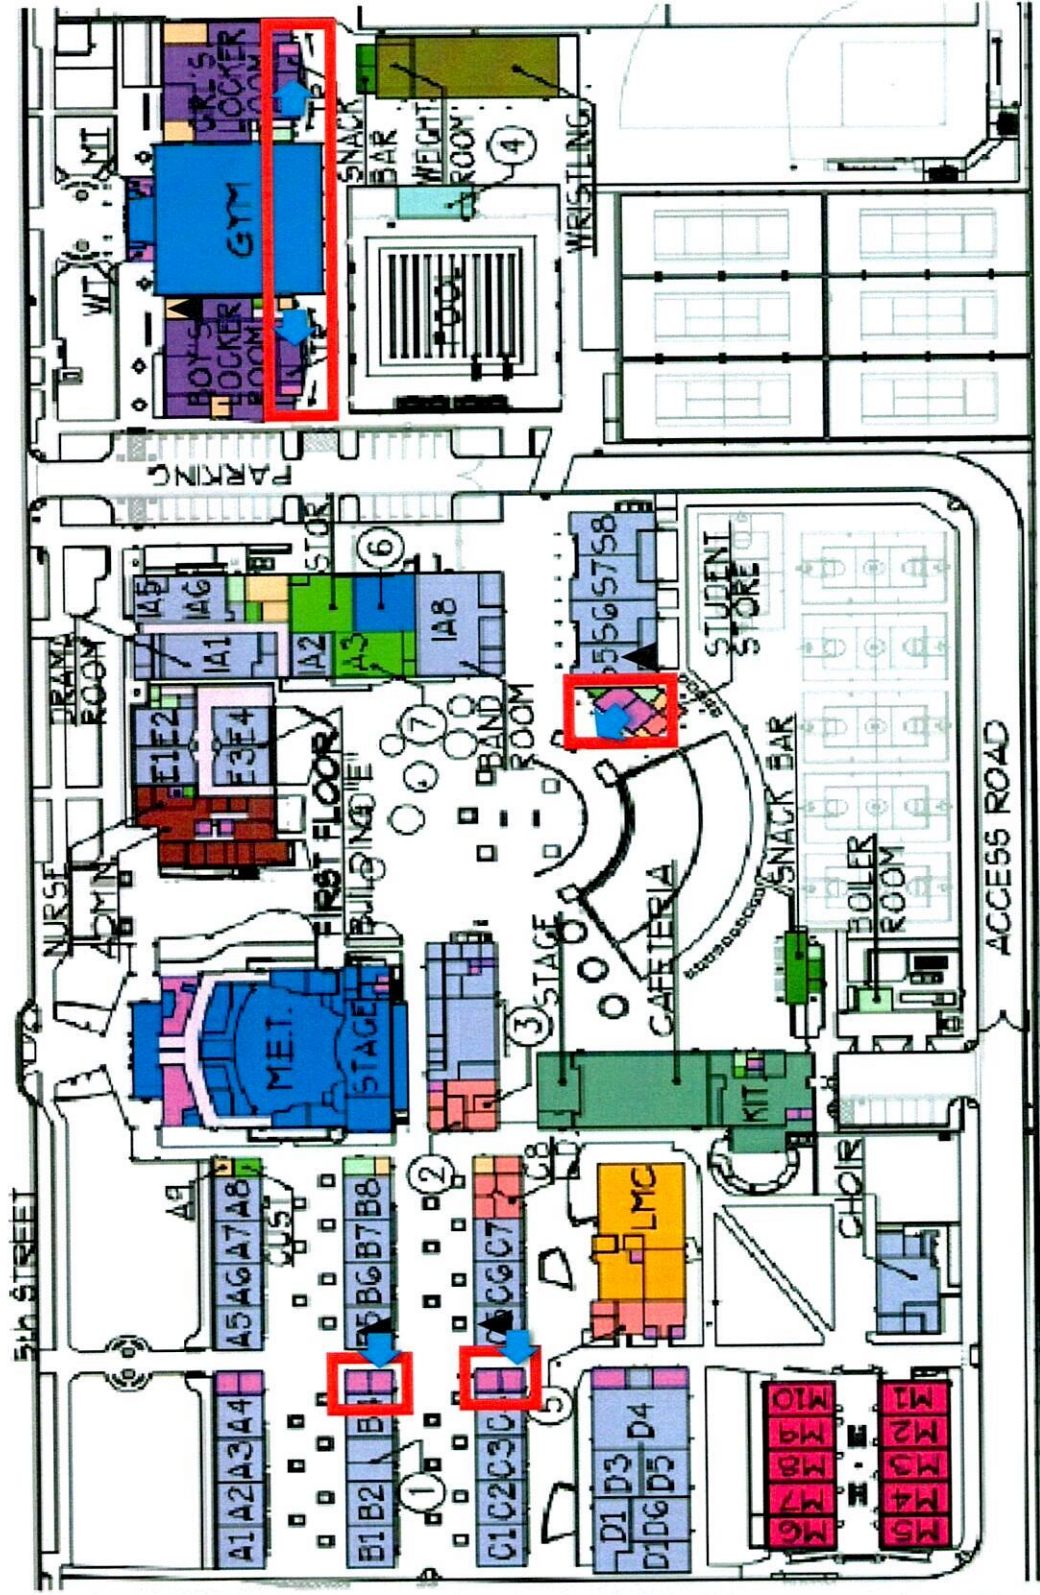 5th STREET
GIRL'S
LOCKER
ROOM
GYM
BOY'S
LOCKER
ROOM
MT
WT
SNACK
BAR
WEIGHT
ROOM
WRISTLING
4
POOL
PARKING
STOR
6
DRAMA
ROOM
IA5
IA6
IA1
IA2
IA3
IA8
7
BAND
ROOM
S5 S6 S7 S8
STUDENT
STORE
E1 E2
E3 E4
NURSE
ADMIN
FIRST FLOOR
BUILDING "E"
M.E.T.
STAGE
3
STAGE
CAFETERIA
SNACK BAR
BOILER
ROOM
KIT
ACCESS ROAD
A9
CUST
2
C8
LMC
CHOIR
A1 A2 A3 A4
A5 A6 A7 A8
B1 B2
B5 B6 B7 B8
1
C1 C2 C3
C6 C7
5
D1 D3 D4
D6 D5
M10 M9 M8 M7 M6
M1 M2 M3 M4 M5